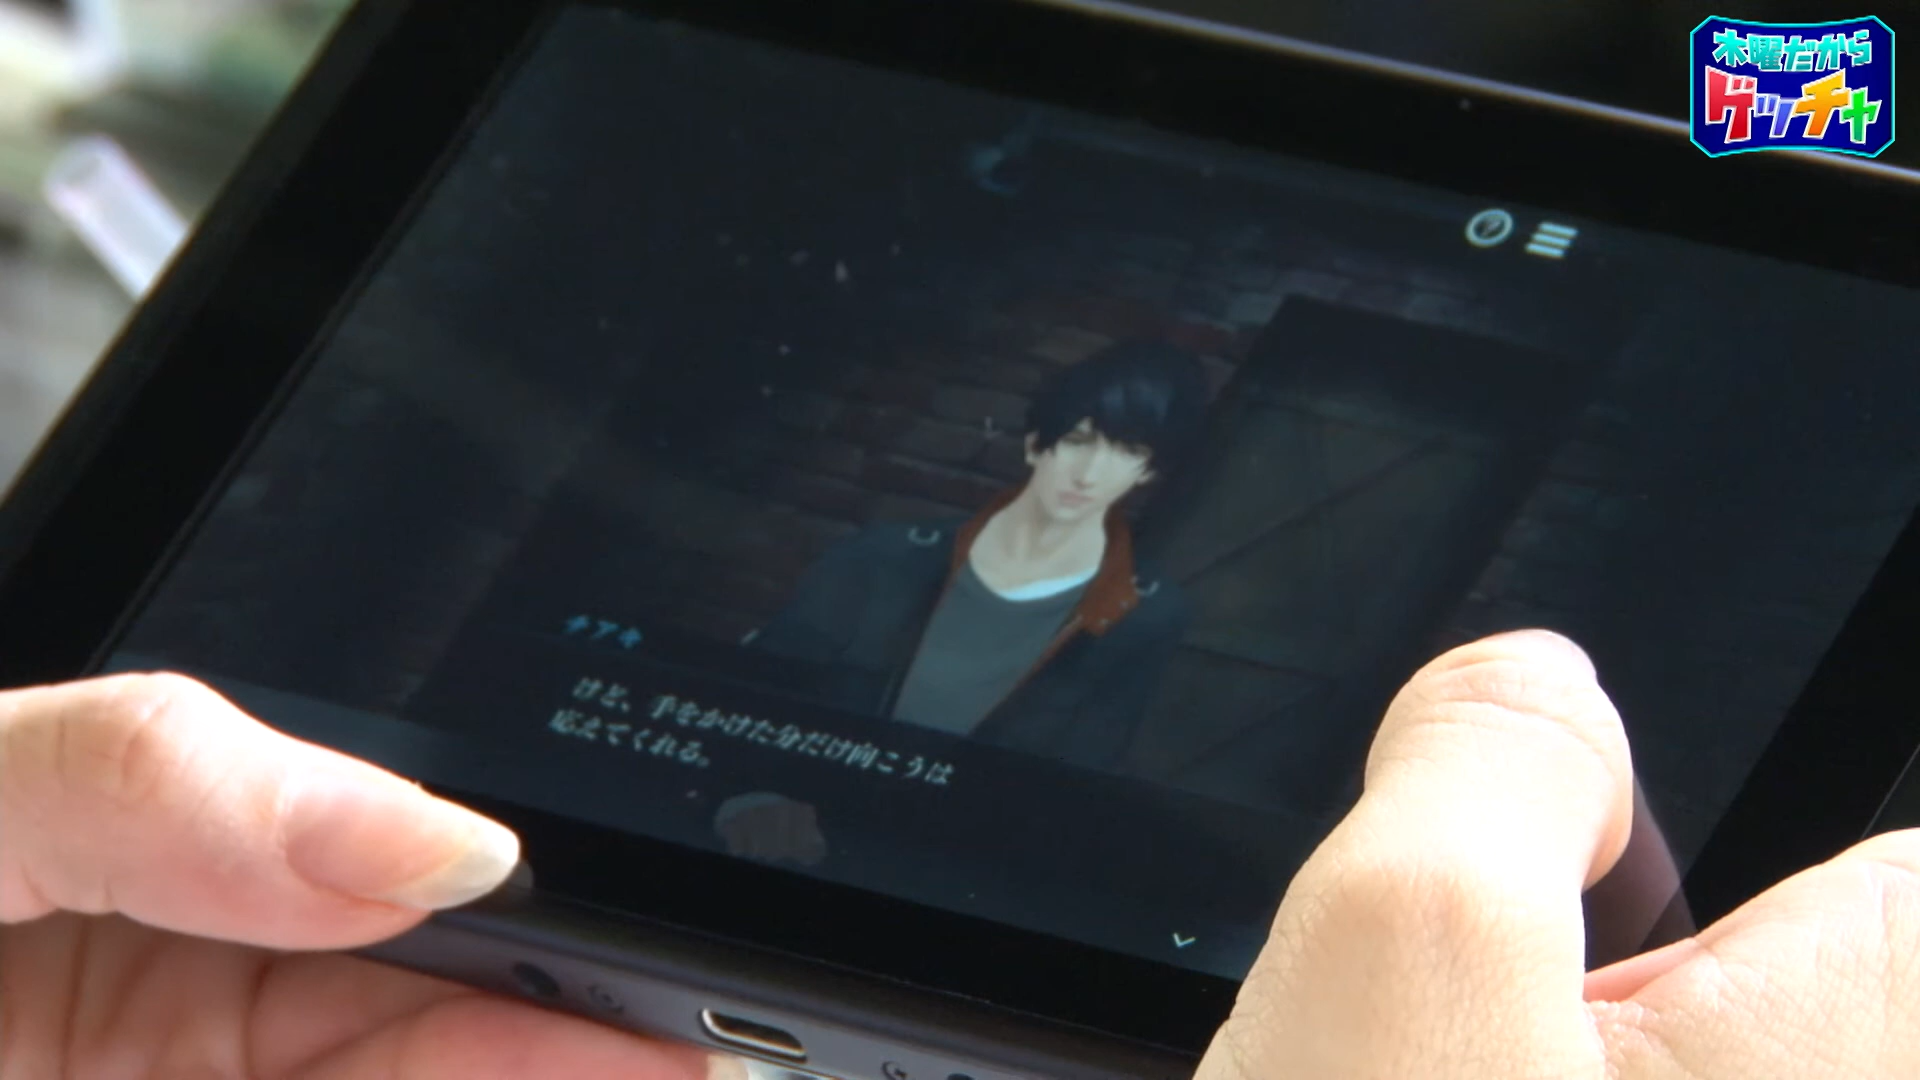 木曜だから
ゲッチャ
チアキ
けど、手をかけた分だけ向こうは
応えてくれる。